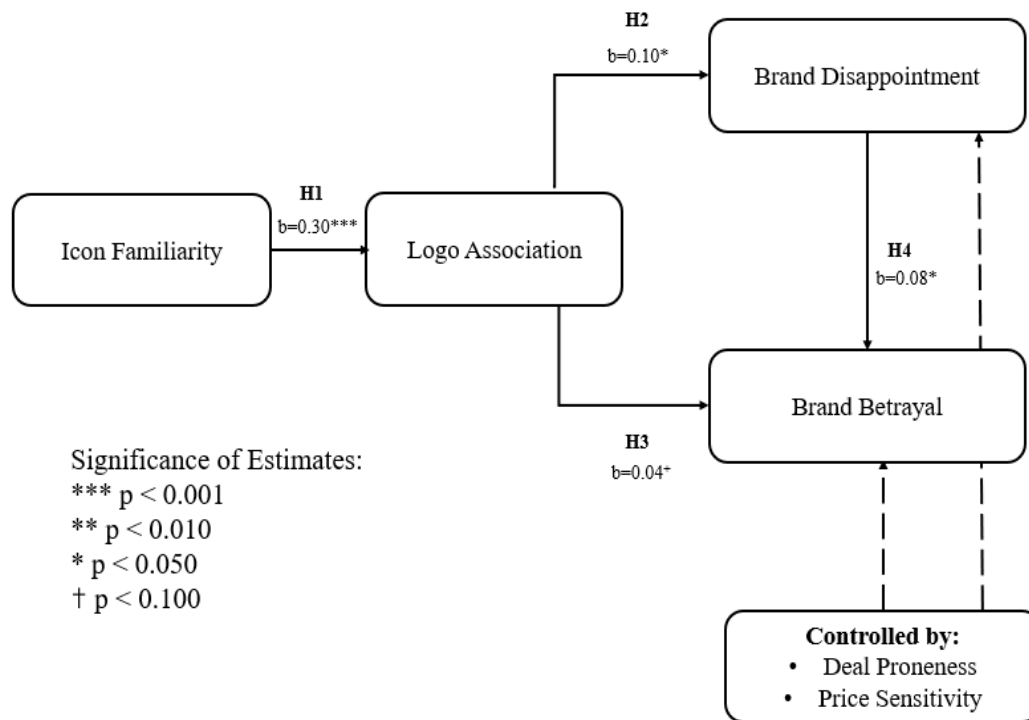 H2
b=0.10*
Brand Disappointment
H1
b=0.30***
Icon Familiarity
Logo Association
H4
b=0.08*
Brand Betrayal
H3
b=0.04⁺
Significance of Estimates:
*** p < 0.001
** p < 0.010
* p < 0.050
† p < 0.100
Controlled by:
• Deal Proneness
• Price Sensitivity